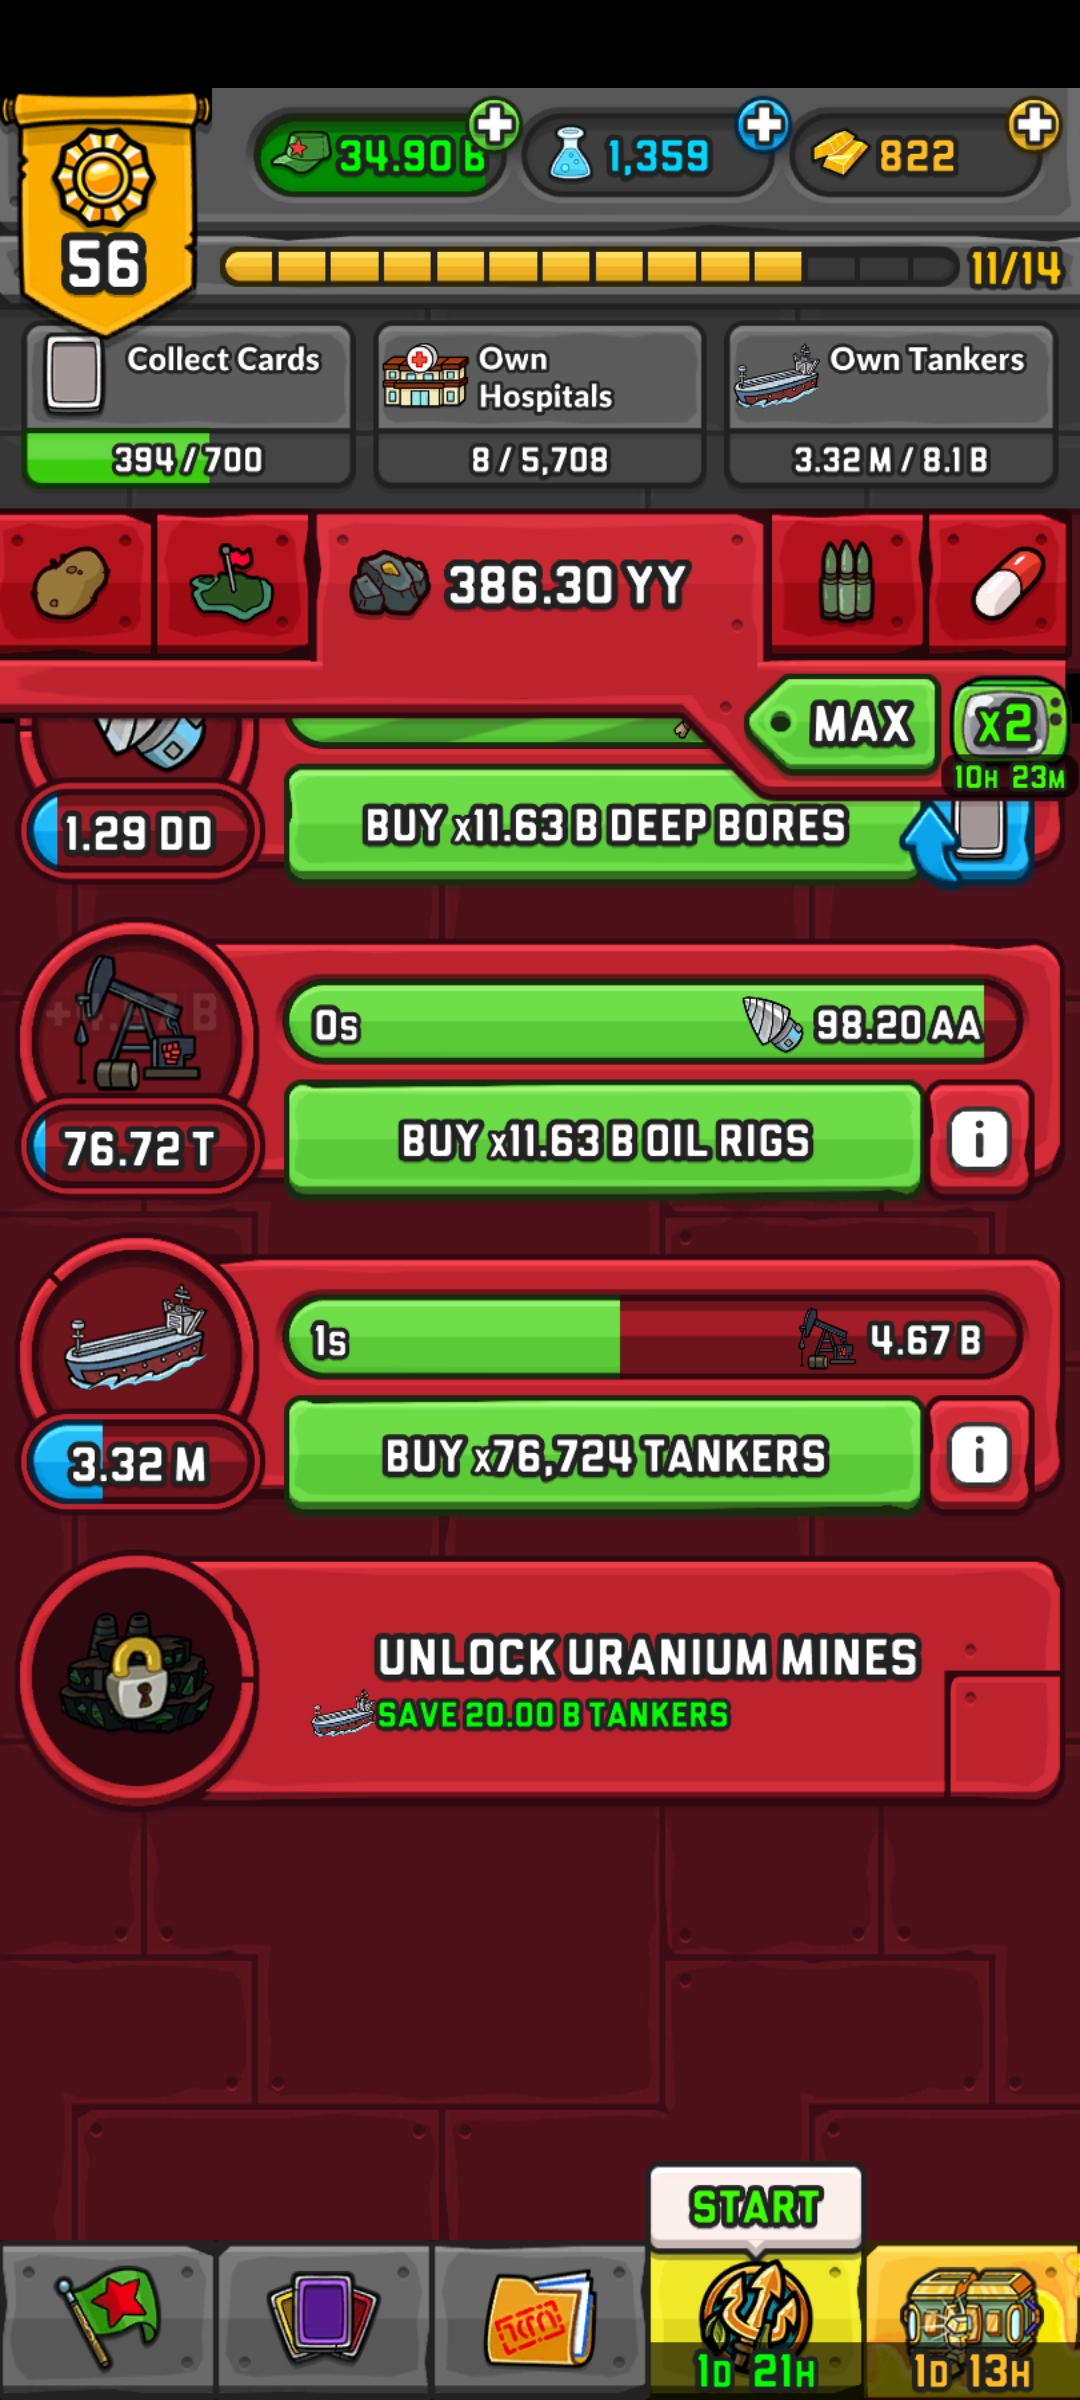 34.90 B
1,359
822
56
11/14
Collect Cards
394/700
Own
Hospitals
8/5,708
Own Tankers
3.32 M/8.1 B
386.30 YY
MAX
x2
10H 23M
1.29 DD
BUY x11.63 B DEEP BORES
0s
98.20 AA
76.72 T
BUY x11.63 B OIL RIGS
i
1s
4.67 B
3.32 M
BUY x76,724 TANKERS
i
UNLOCK URANIUM MINES
SAVE 20.00 B TANKERS
START
1D 21H
1D 13H